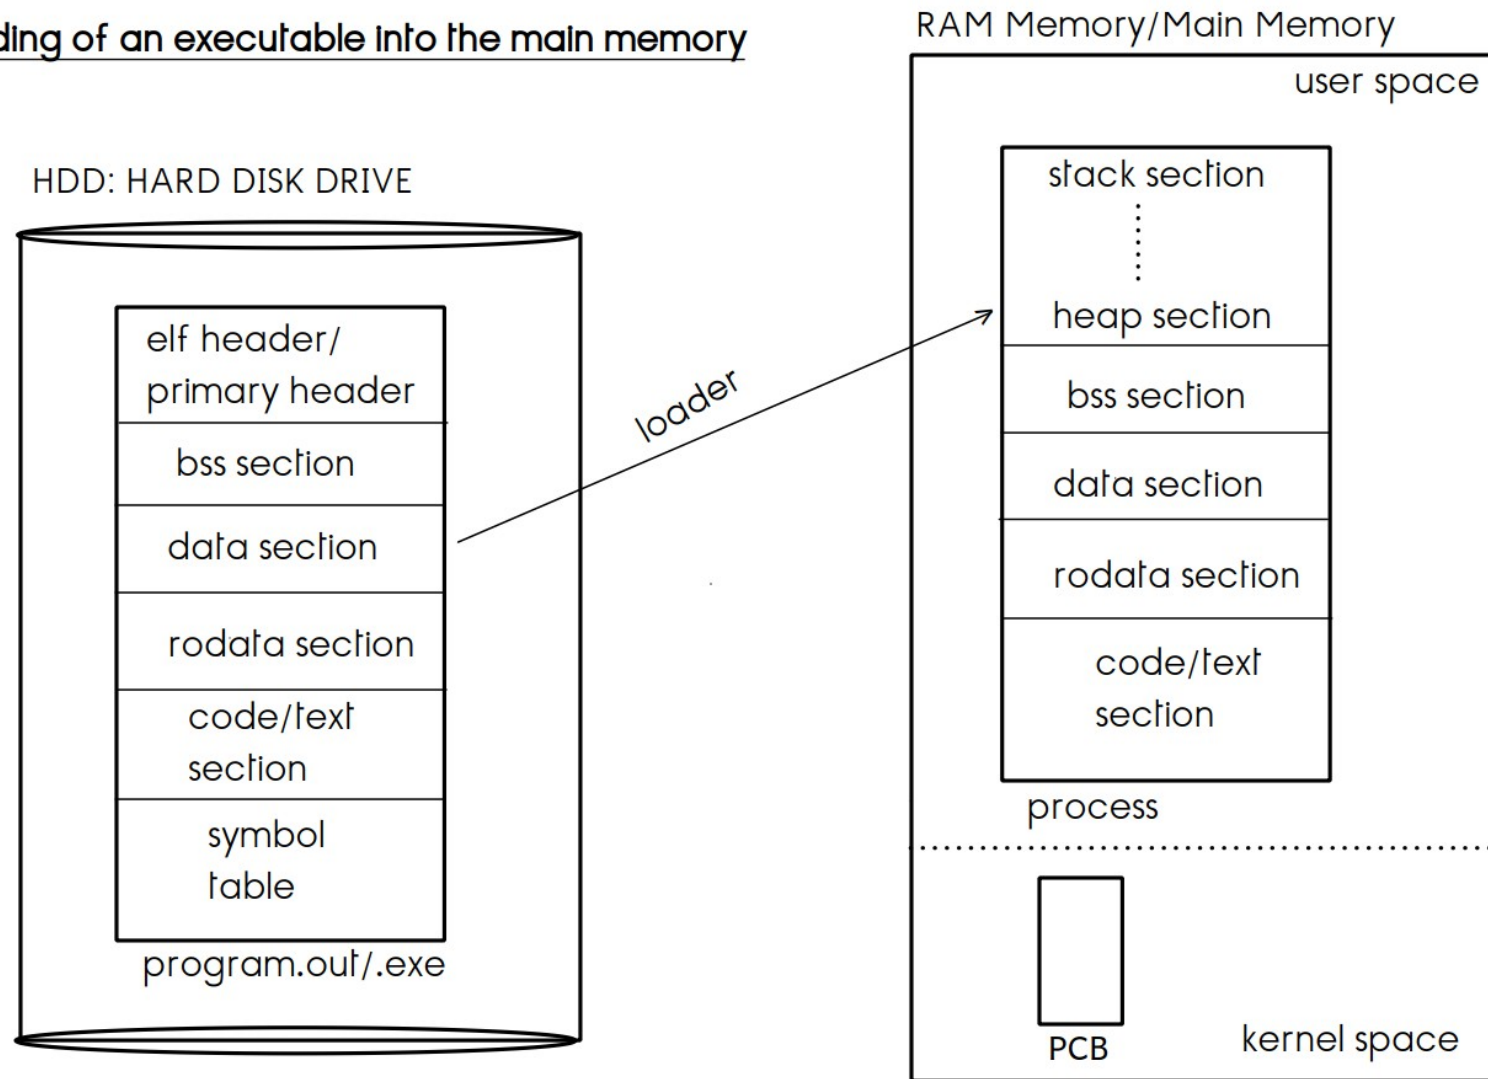 ding of an executable into the main memory
HDD: HARD DISK DRIVE
elf header/
primary header
bss section
data section
rodata section
code/text
section
symbol
table
program.out/.exe
loader
RAM Memory/Main Memory
user space
stack section
heap section
bss section
data section
rodata section
code/text
section
process
PCB
kernel space